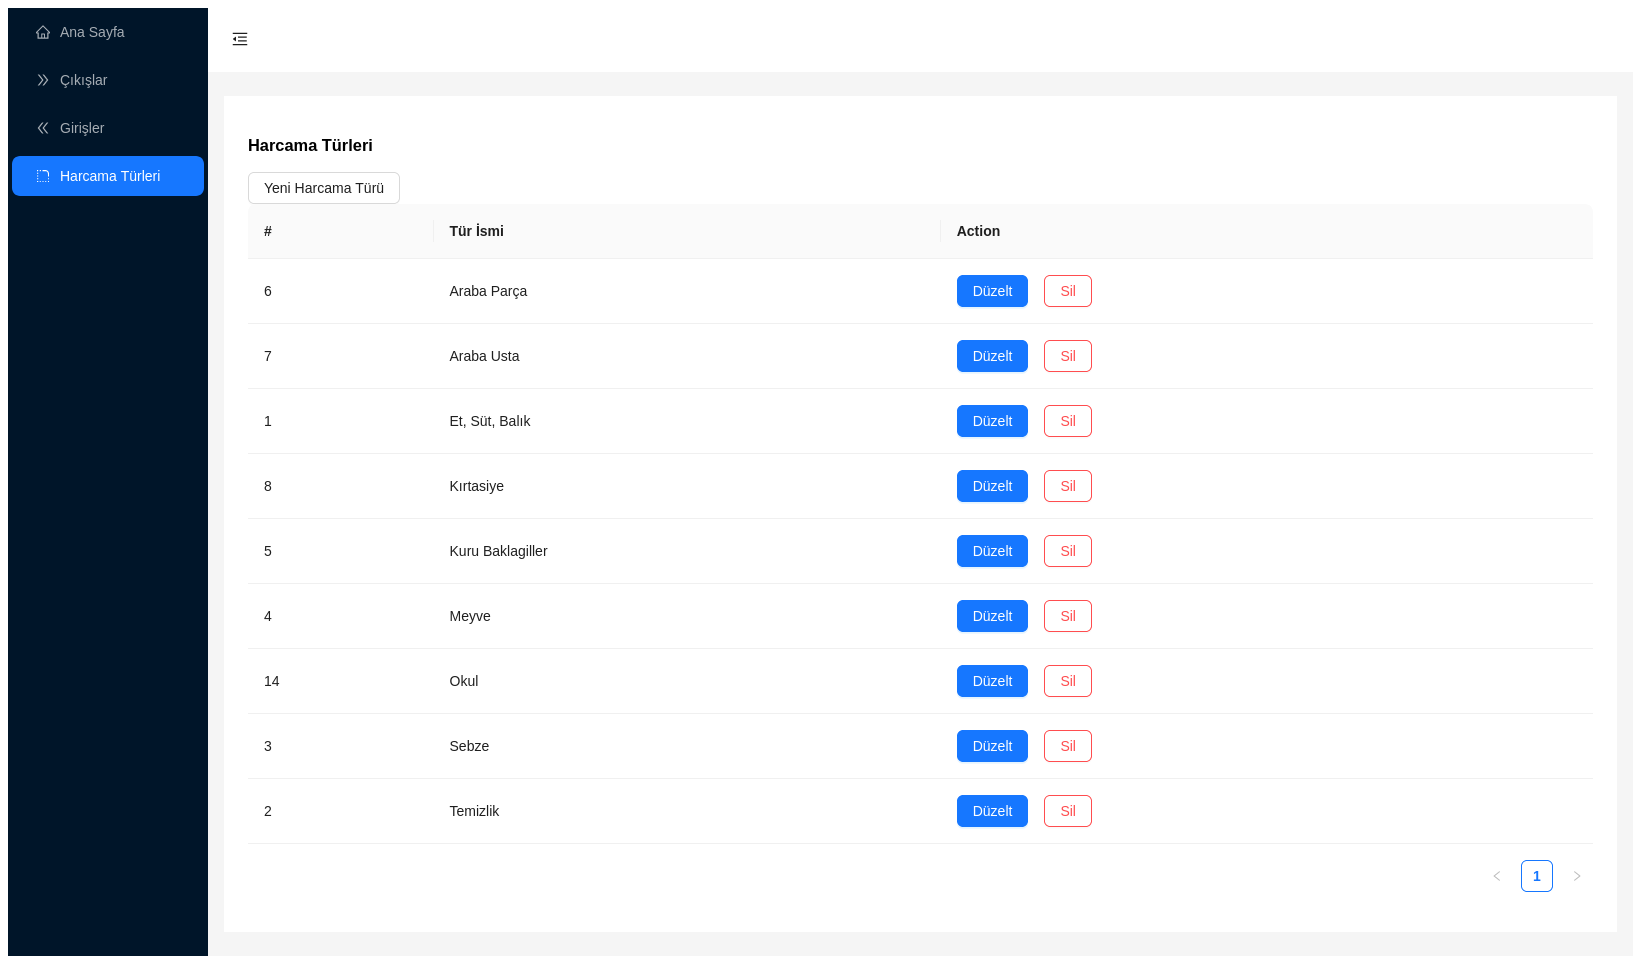 Ana Sayfa
Çıkışlar
Girişler
Harcama Türleri
Harcama Türleri
Yeni Harcama Türü
# Tür İsmi Action
6 Araba Parça Düzelt Sil
7 Araba Usta Düzelt Sil
1 Et, Süt, Balık Düzelt Sil
8 Kırtasiye Düzelt Sil
5 Kuru Baklagiller Düzelt Sil
4 Meyve Düzelt Sil
14 Okul Düzelt Sil
3 Sebze Düzelt Sil
2 Temizlik Düzelt Sil
1